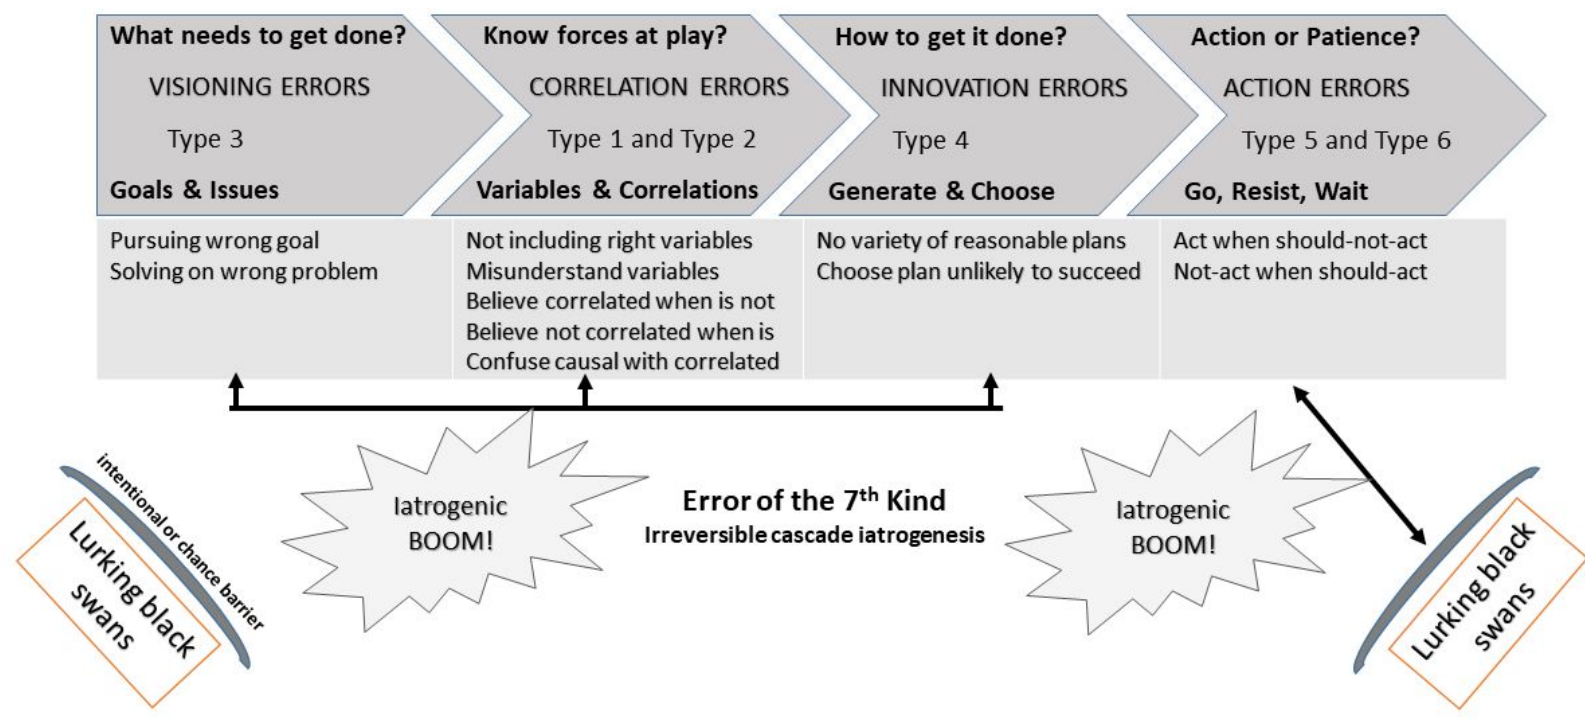 What needs to get done?
VISIONING ERRORS
Type 3
Goals & Issues
Know forces at play?
CORRELATION ERRORS
Type 1 and Type 2
Variables & Correlations
How to get it done?
INNOVATION ERRORS
Type 4
Generate & Choose
Action or Patience?
ACTION ERRORS
Type 5 and Type 6
Go, Resist, Wait
Pursuing wrong goal
Solving on wrong problem
Not including right variables
Misunderstand variables
Believe correlated when is not
Believe not correlated when is
Confuse causal with correlated
No variety of reasonable plans
Choose plan unlikely to succeed
Act when should-not-act
Not-act when should-act
intentional or chance barrier
Lurking black
swans
Iatrogenic
BOOM!
Error of the 7th Kind
Irreversible cascade iatrogenesis
Iatrogenic
BOOM!
Lurking black
swans